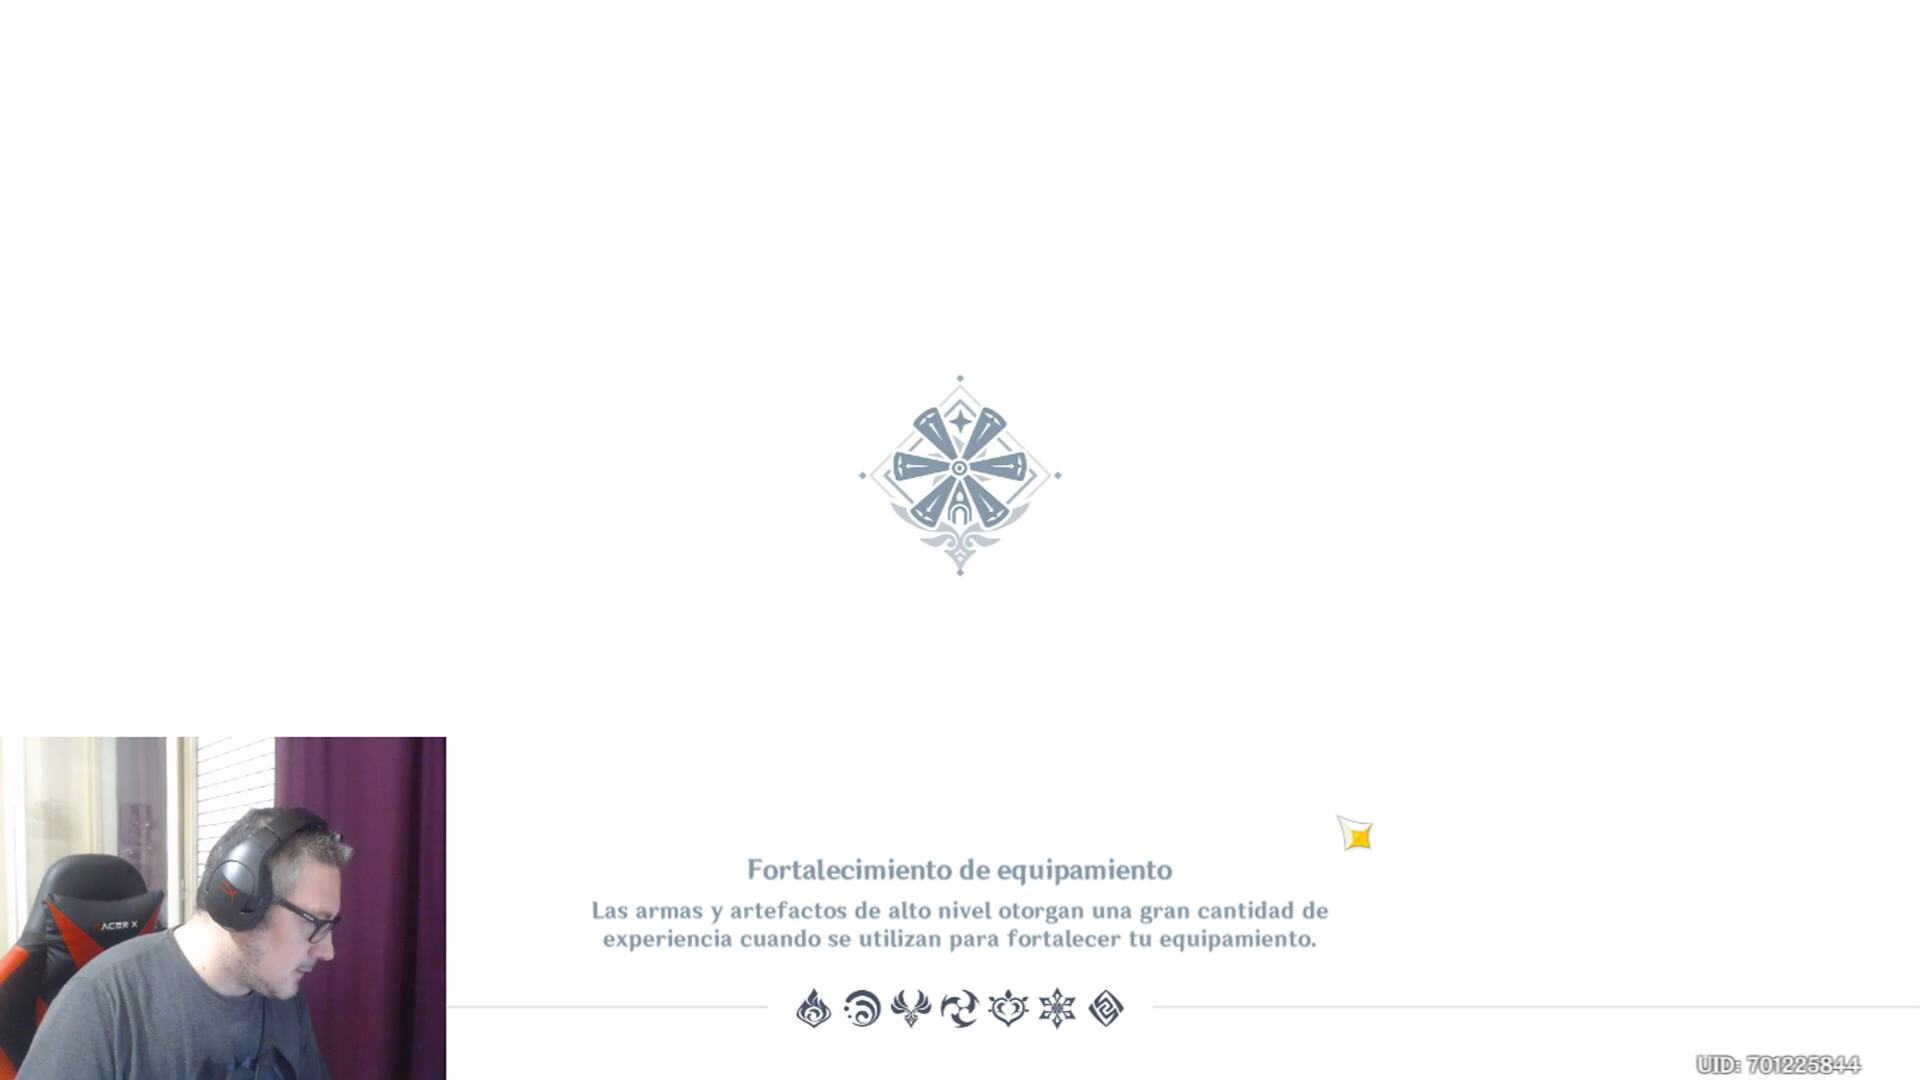 RACER X
Fortalecimiento de equipamiento
Las armas y artefactos de alto nivel otorgan una gran cantidad de
experiencia cuando se utilizan para fortalecer tu equipamiento.
UID: 701225844